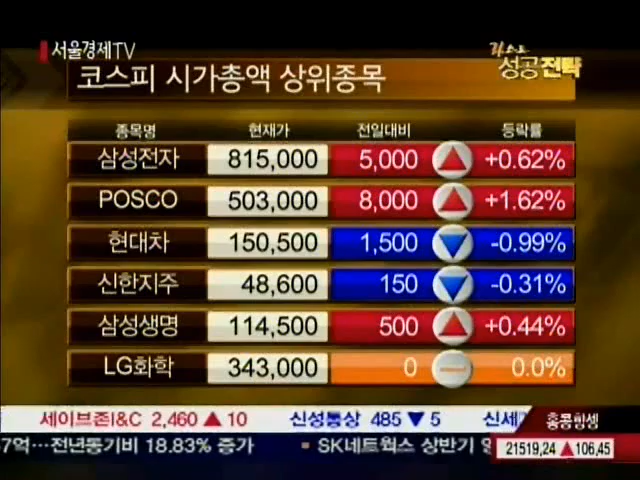 서울경제TV
성공전략
코스피 시가총액 상위종목
종목명 현재가 전일대비 등락률
삼성전자 815,000 5,000 ▲ +0.62%
POSCO 503,000 8,000 ▲ +1.62%
현대차 150,500 1,500 ▼ -0.99%
신한지주 48,600 150 ▼ -0.31%
삼성생명 114,500 500 ▲ +0.44%
LG화학 343,000 0 – 0.0%
세이브존I&C 2,460 ▲ 10 신성통상 485 ▼ 5 신세 홍콩항셍
7억…전년동기비 18.83% 증가 ▪ SK네트웍스 상반기 21519,24 ▲106,45